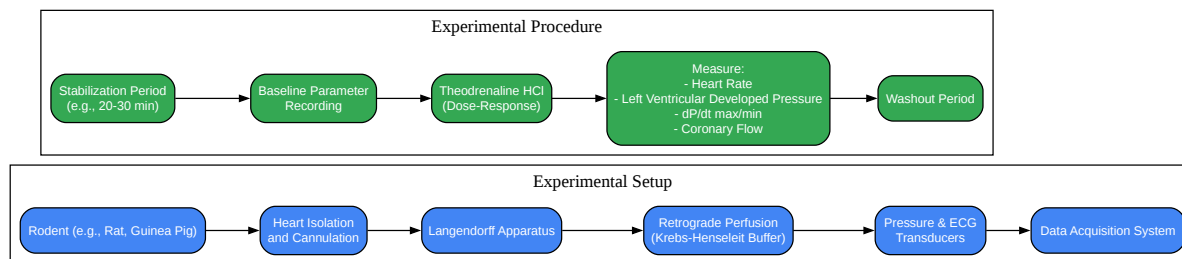 Experimental Procedure
Stabilization Period
(e.g., 20-30 min)
Baseline Parameter
Recording
Theodrenaline HCl
(Dose-Response)
Measure:
- Heart Rate
- Left Ventricular Developed Pressure
- dP/dt max/min
- Coronary Flow
Washout Period
Experimental Setup
Rodent (e.g., Rat, Guinea Pig)
Heart Isolation
and Cannulation
Langendorff Apparatus
Retrograde Perfusion
(Krebs-Henseleit Buffer)
Pressure & ECG
Transducers
Data Acquisition System